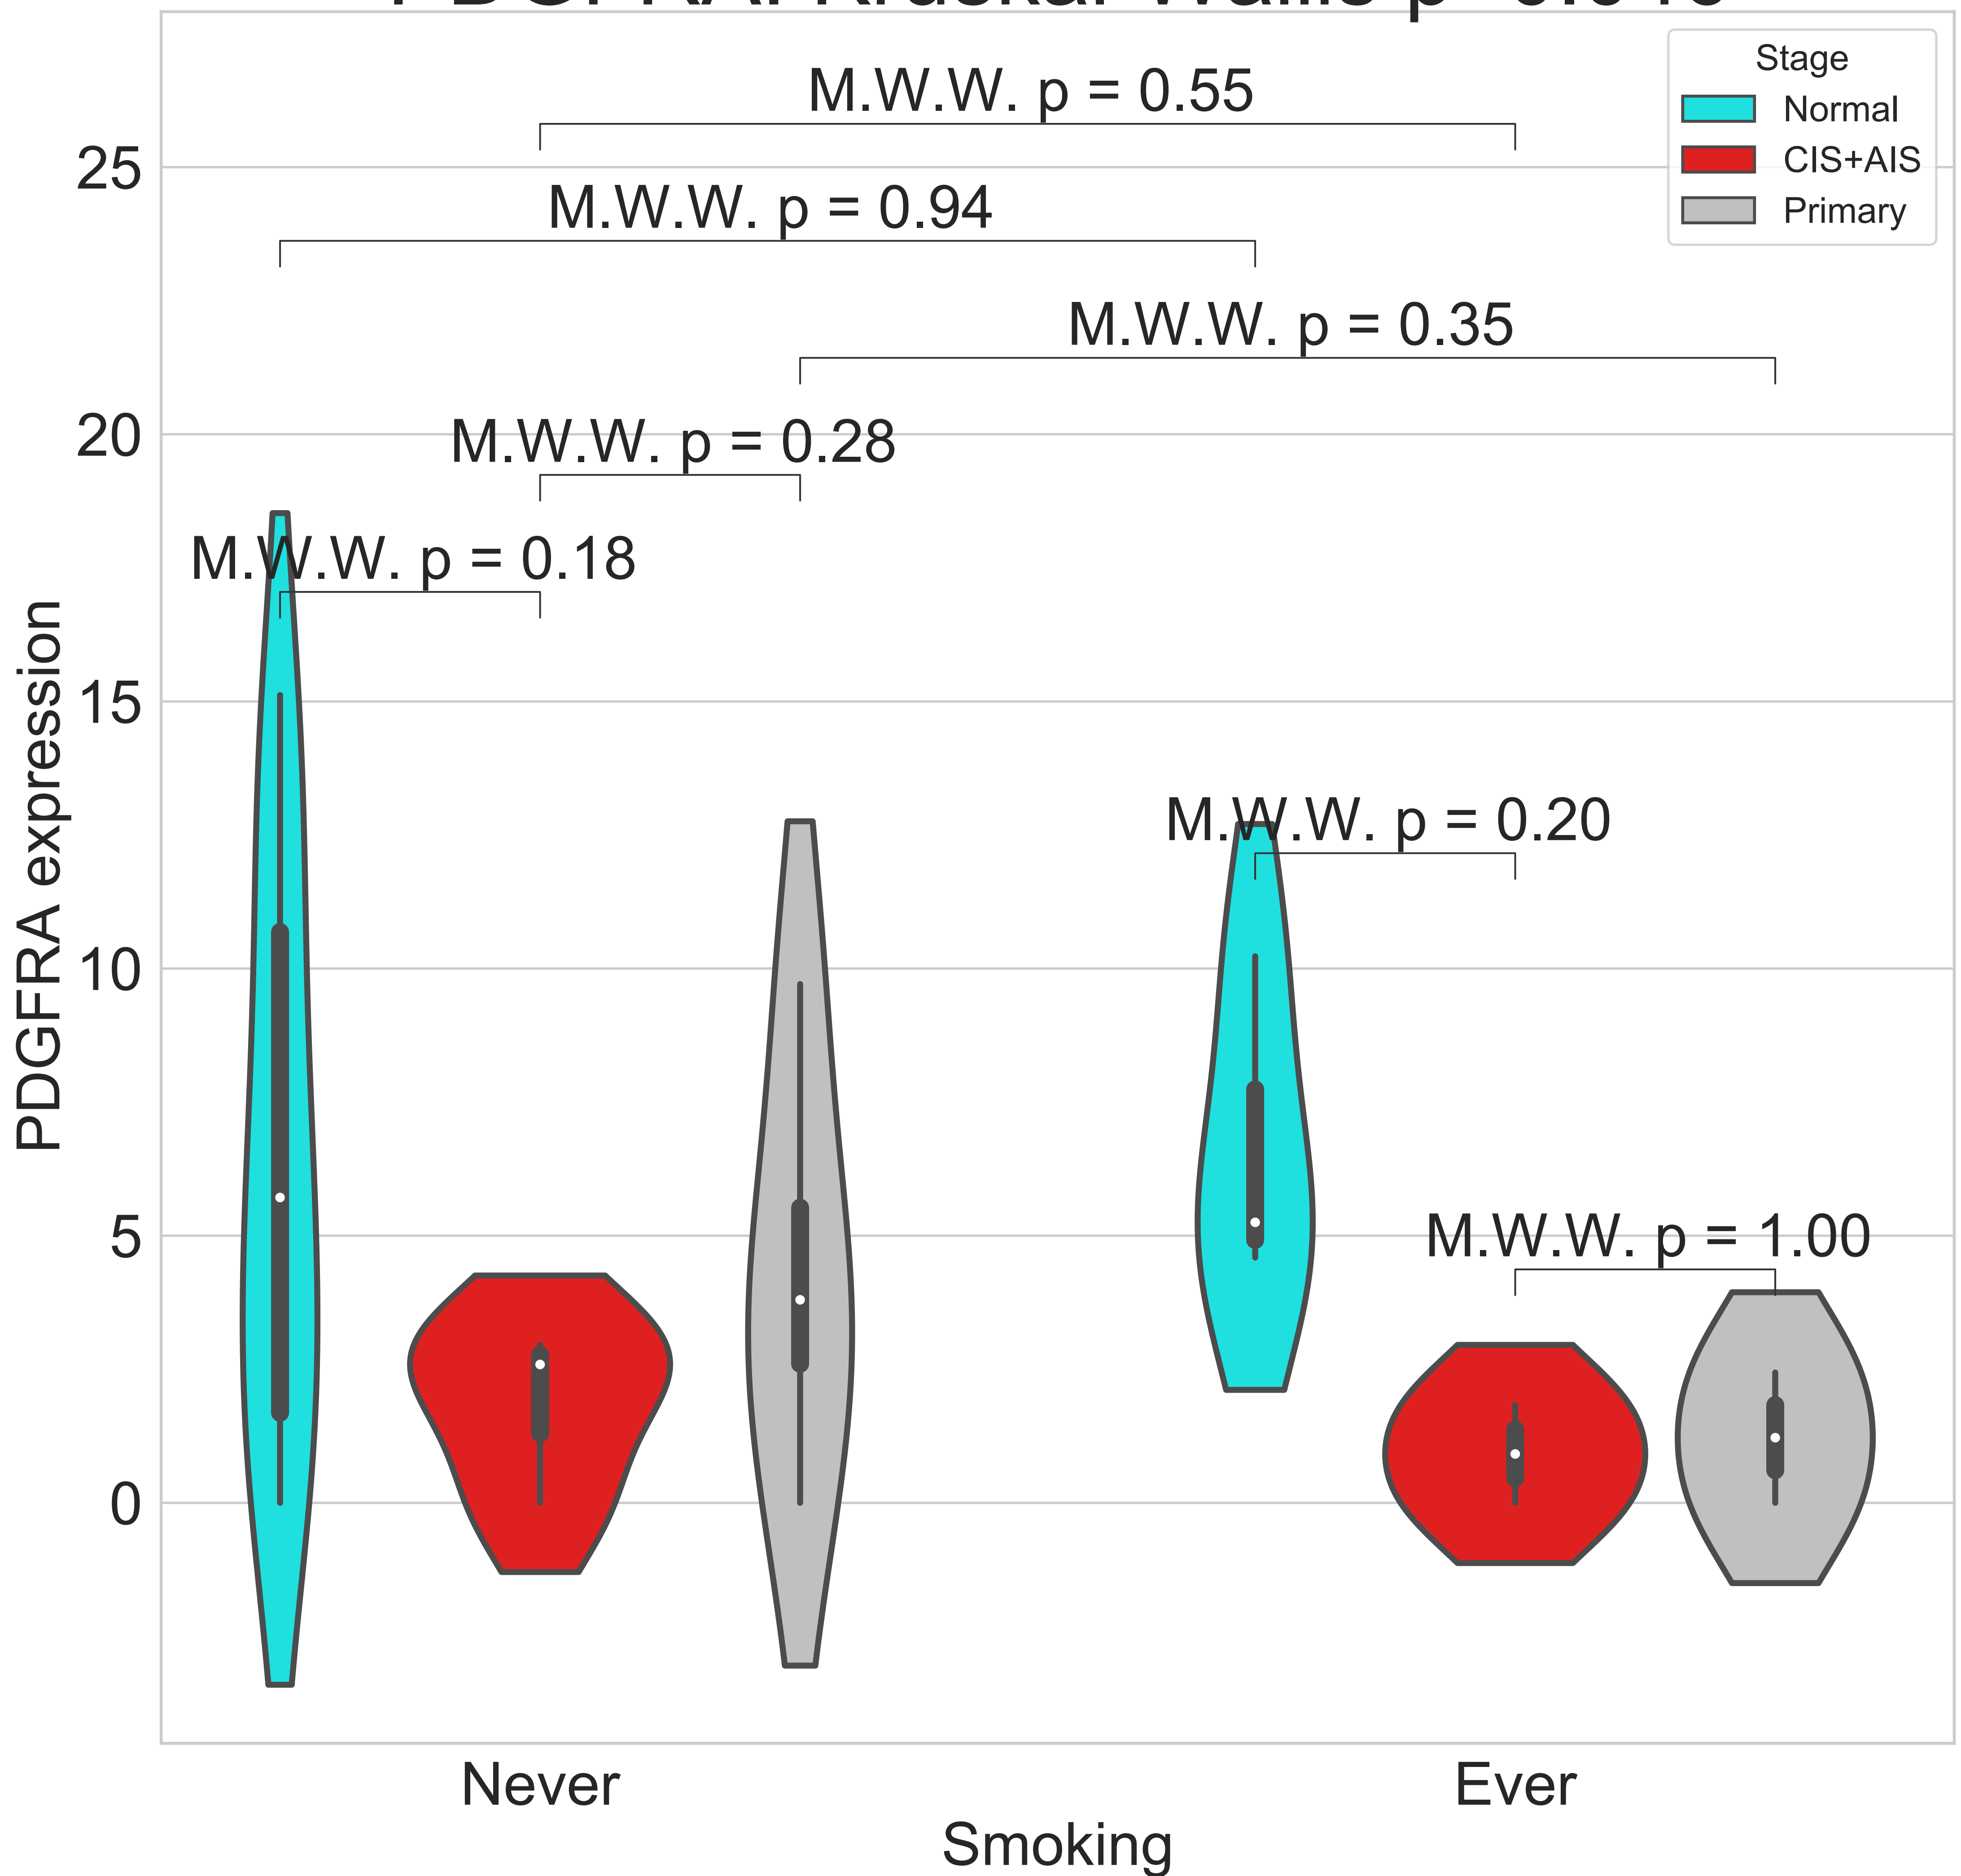 Stage
Normal
CIS+AIS
Primary
M.W.W. p = 0.55
M.W.W. p = 0.94
M.W.W. p = 0.35
M.W.W. p = 0.28
M.W.W. p = 0.18
M.W.W. p = 0.20
M.W.W. p = 1.00
25
20
15
10
5
0
PDGFRA expression
Never
Ever
Smoking